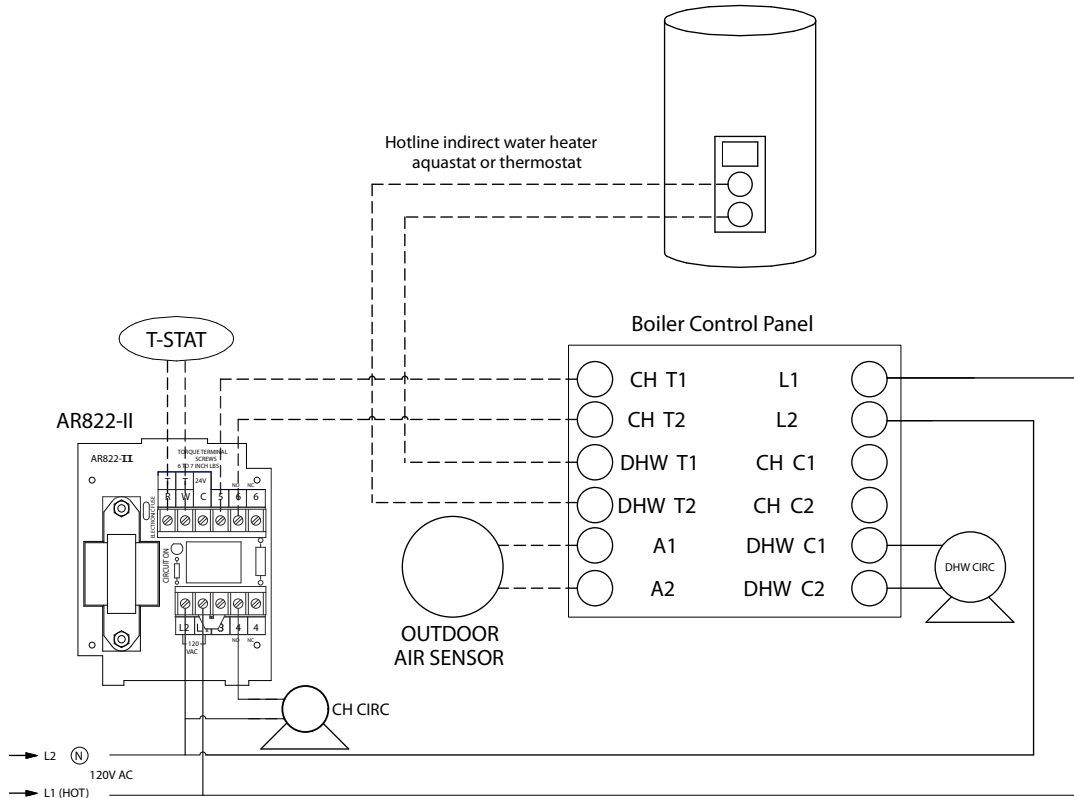 Hotline indirect water heater
aquastat or thermostat
T-STAT
Boiler Control Panel
CH T1 L1
CH T2 L2
DHW T1 CH C1
DHW T2 CH C2
A1 DHW C1
A2 DHW C2
DHW CIRC
OUTDOOR
AIR SENSOR
AR822-II
AR822-II
TORQUE TERMINAL
SCREWS
6 TO 7 INCH LBS
T T 24V NO NC
R W C 5 6 6
ELECTRONIC FUSE
CIRCUIT ON
L2 L1 3 4 4
120
VAC
NO NC
CH CIRC
L2 N
120V AC
L1 (HOT)